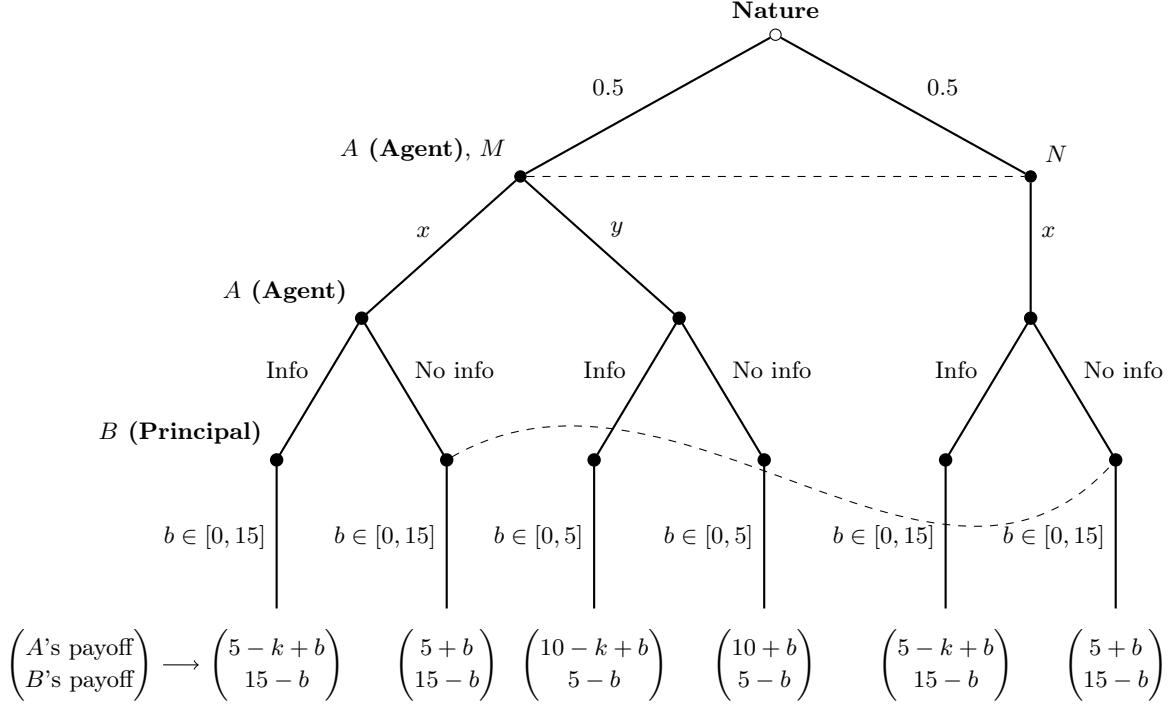 Nature
0.5 0.5
A (Agent), M N
x y x
A (Agent)
Info No info Info No info Info No info
B (Principal)
b ∈ [0, 15] b ∈ [0, 15] b ∈ [0, 5] b ∈ [0, 5] b ∈ [0, 15] b ∈ [0, 15]
(A's payoff) → (5 − k + b) (5 + b) (10 − k + b) (10 + b) (5 − k + b) (5 + b)
(B's payoff) (15 − b) (15 − b) (5 − b) (5 − b) (15 − b) (15 − b)